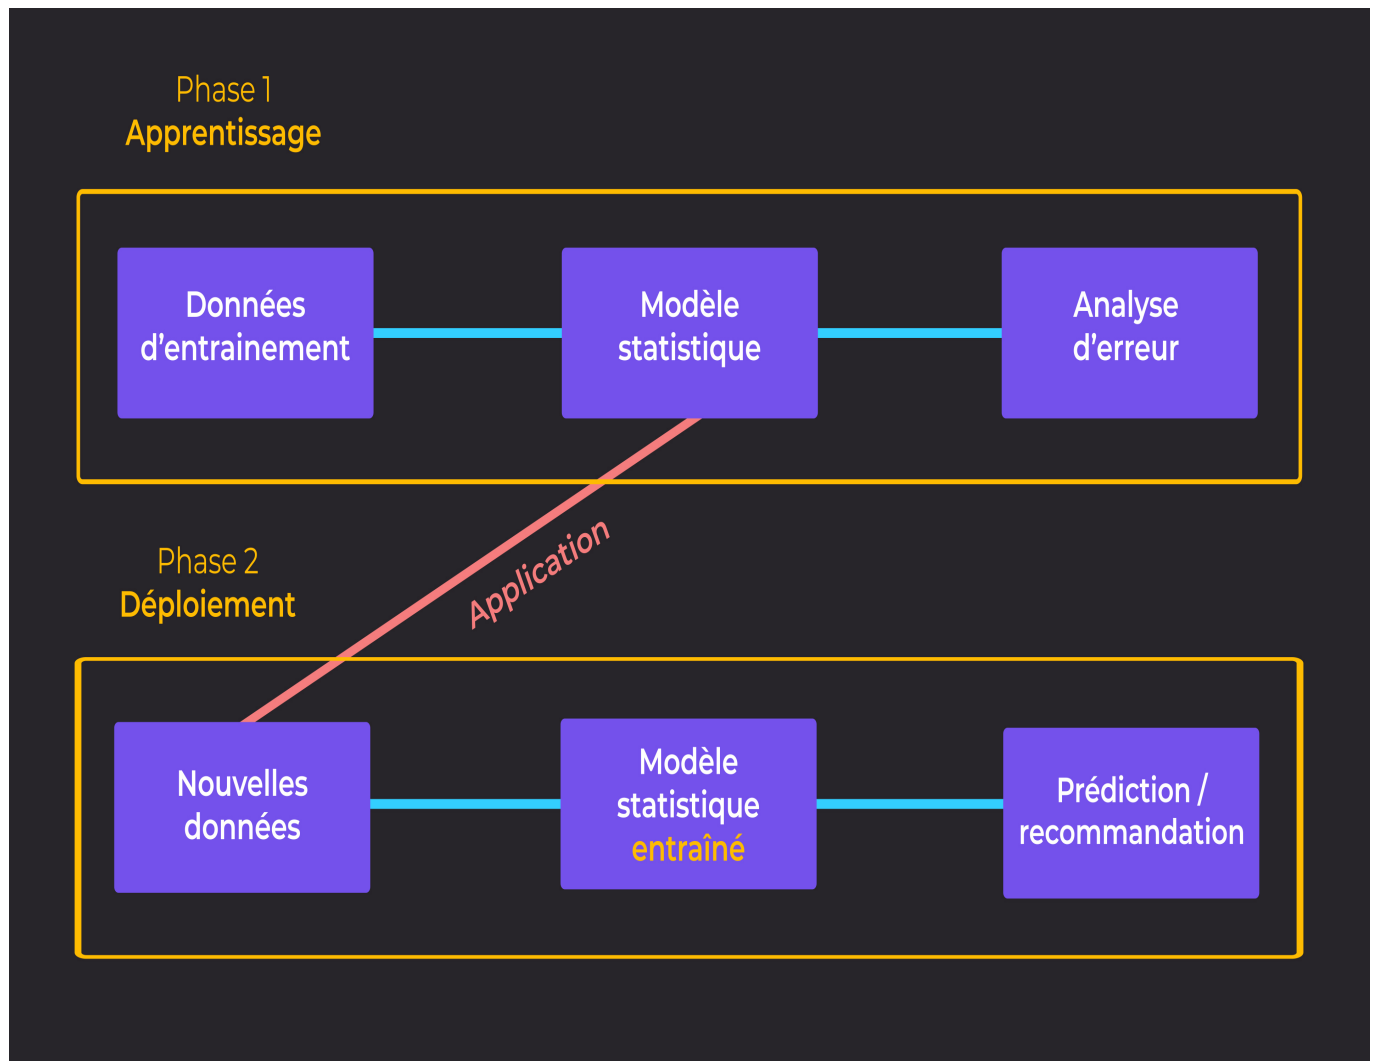 Phase 1
Apprentissage
Données
d'entrainement
Modèle
statistique
Analyse
d'erreur
Application
Phase 2
Déploiement
Nouvelles
données
Modèle
statistique
entraîné
Prédiction /
recommandation